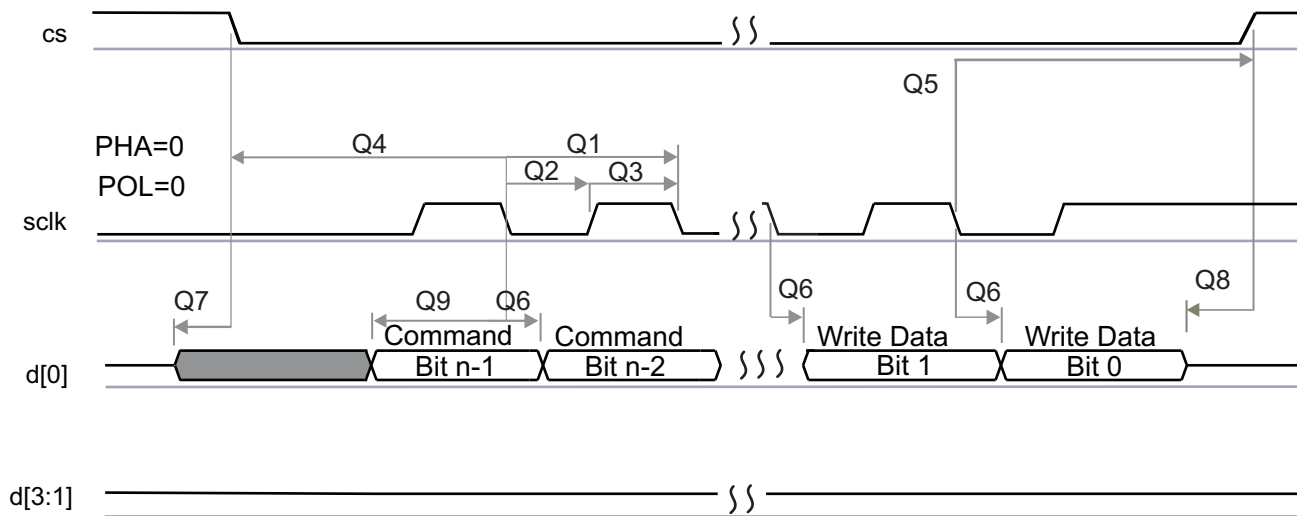 cs
Q5
PHA=0
Q4
Q1
POL=0
Q2
Q3
sclk
Q7
Q9
Q6
Q6
Q6
Q8
Command
Command
Write Data
Write Data
d[0]
Bit n-1
Bit n-2
Bit 1
Bit 0
d[3:1]